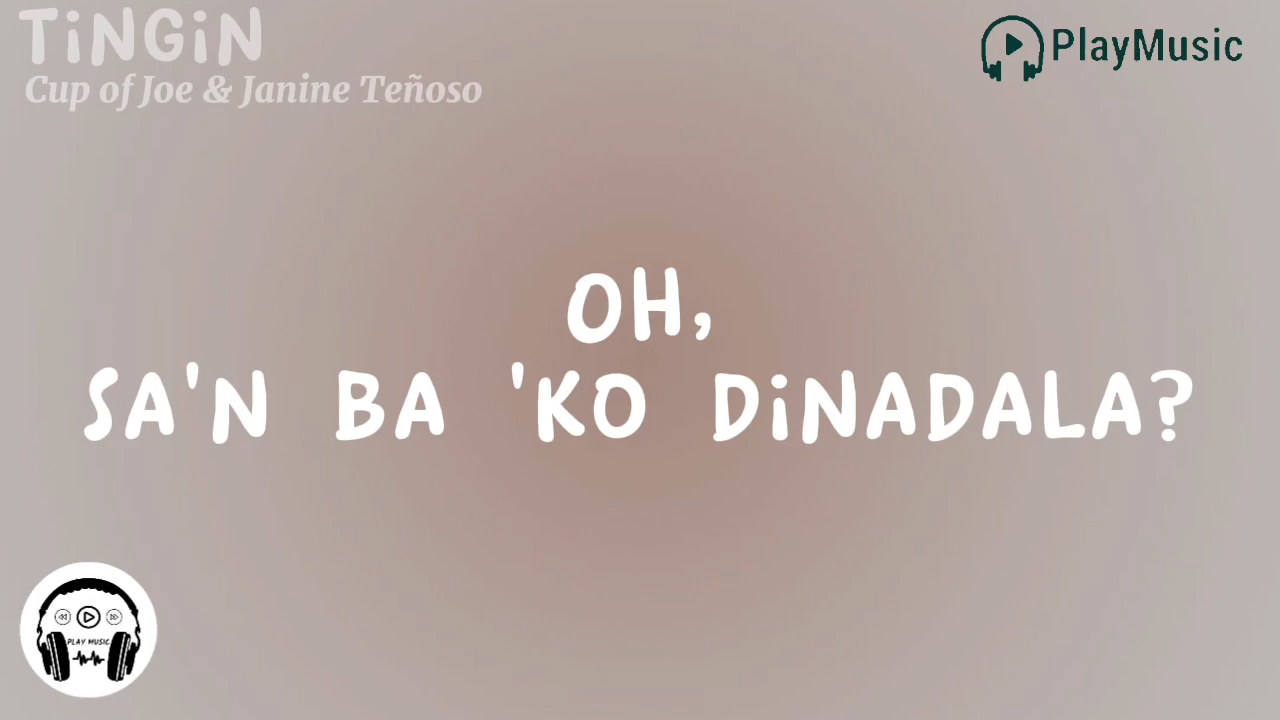 TiNGiN
Cup of Joe & Janine Teñoso
PlayMusic
OH,
SA'N BA 'KO DiNADALA?
PLAY MUSIC